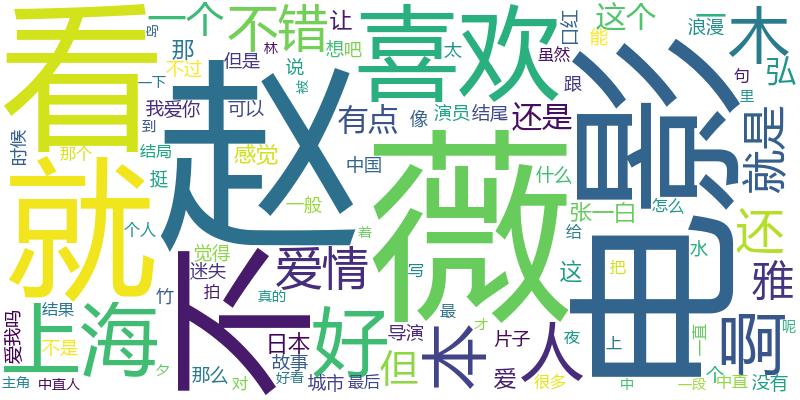 吗
一个
不错
让
想吧
喜欢
口红
这个
能
二
浪漫
木
弘
看
那
林
但是
太
虽然
不过
说
一下
我爱你
可以
赵
电影
句
里
跟
到
有点
像
演员
结尾
还是
就是
时候
那个
结局
感觉
中国
薇
什么
就
挺
一般
张一白
怎么
还
个人
着
给
水
觉得
不
爱情
迷失
写
这
把
雅
竹
拍
真的
最
上海
结果
好
日本
导演
才
夜
上
一直
呢
啊
爱我吗
不是
故事
但
本
片子
人
主角
中直人
夕
那么
对
好看
城市
最后
爱
很多
中
一段
中直
个
没有